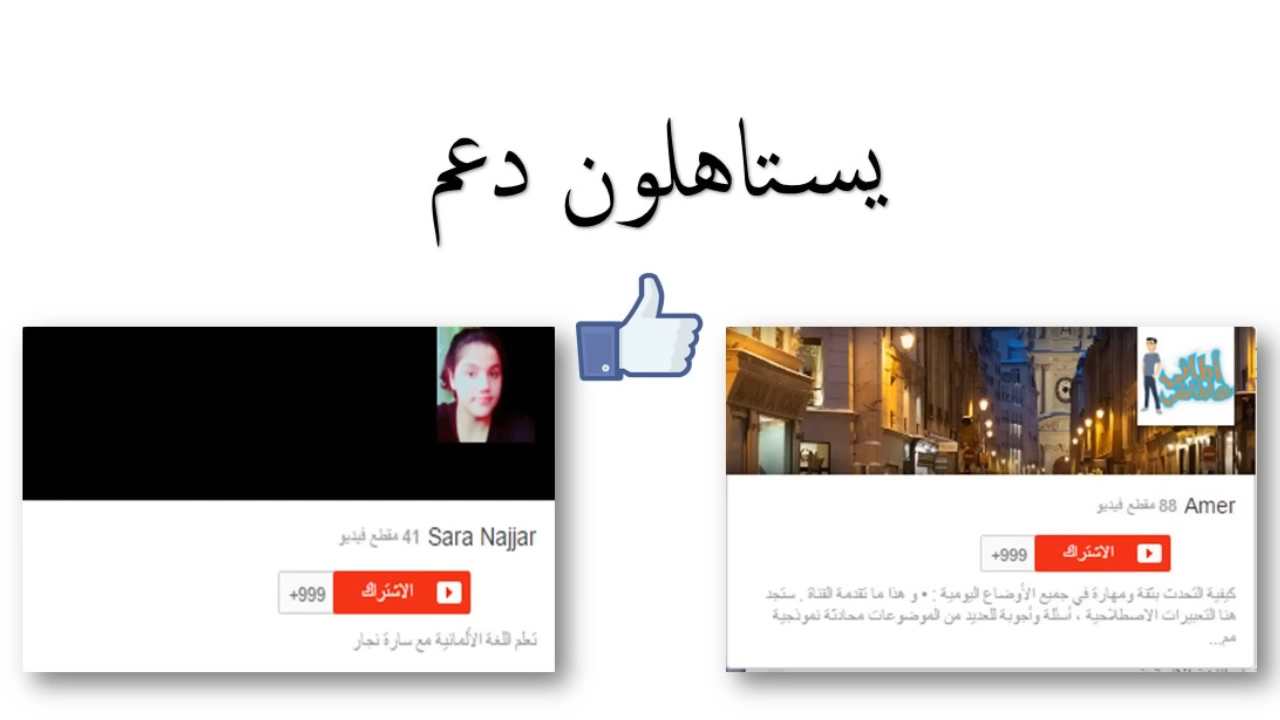 يستاهلون دعم
Amer 88 مقطع فيديو
الاشتراك +999
كيفية التحدث بثقة ومهارة في جميع الأوضاع اليومية : • و هذا ما تقدمة القناة . ستجد
هنا التعبيرات الاصطلاحية ، أسئلة وأجوبة للعديد من الموضوعات محادثة نموذجية
مم...
Sara Najjar 41 مقطع فيديو
الاشتراك +999
تعلم اللغة الألمانية مع سارة نجار